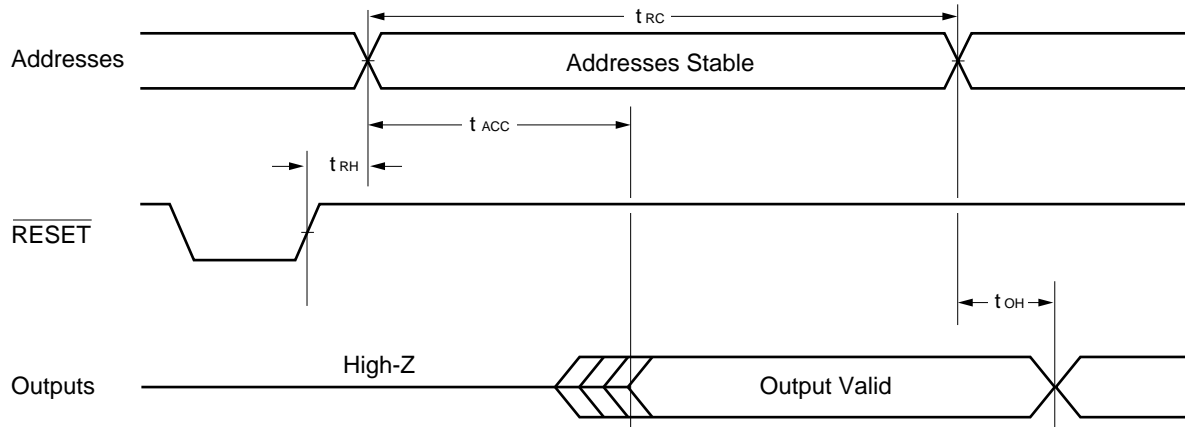 t RC
Addresses
Addresses Stable
t ACC
t RH
RESET
t OH
High-Z
Outputs
Output Valid